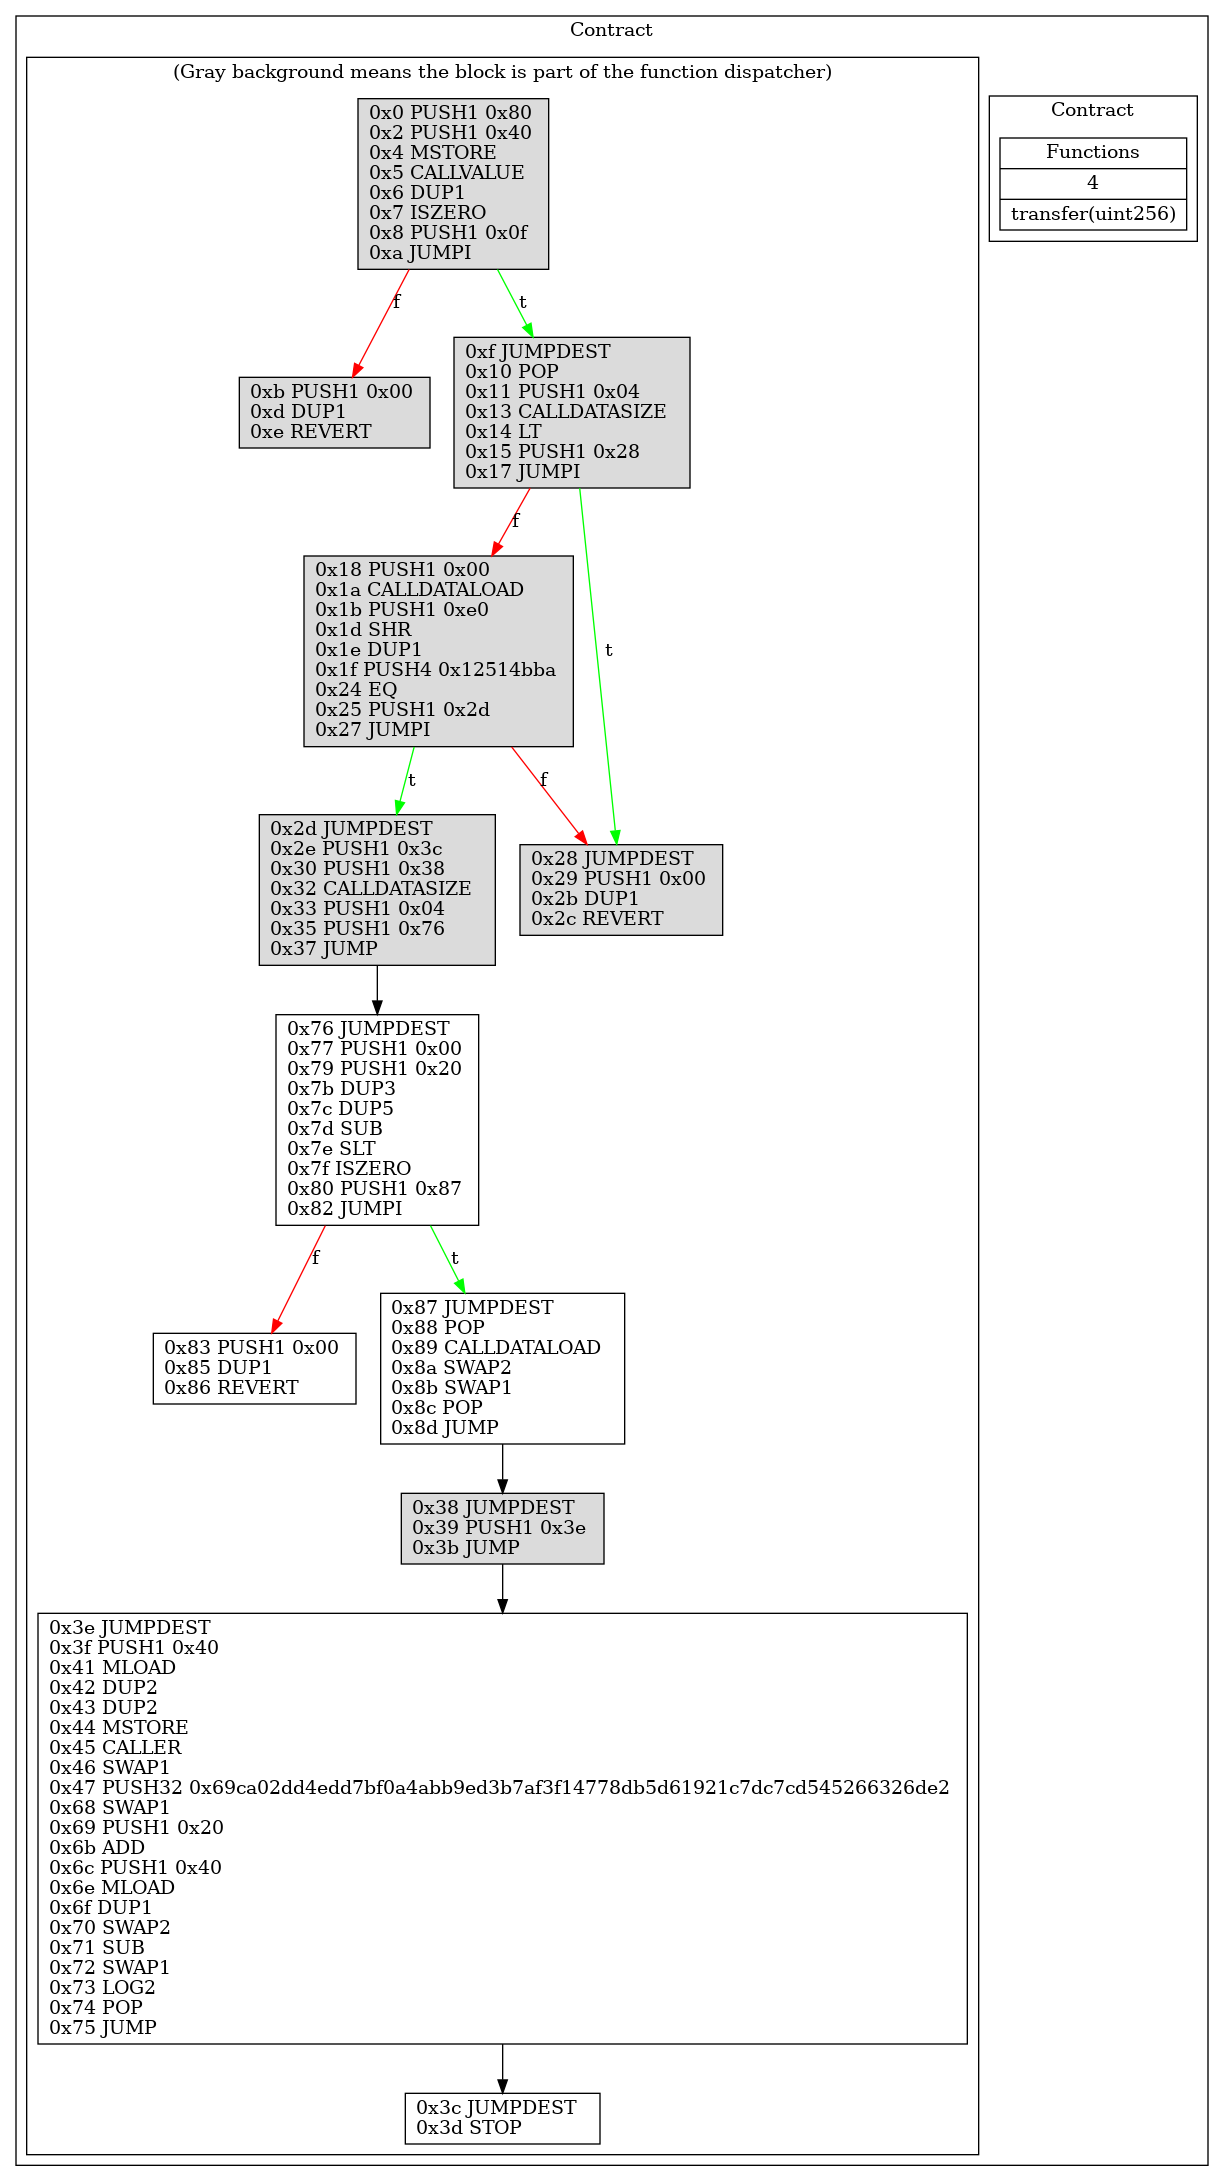 Contract
(Gray background means the block is part of the function dispatcher)
0x0 PUSH1 0x80
0x2 PUSH1 0x40
0x4 MSTORE
0x5 CALLVALUE
0x6 DUP1
0x7 ISZERO
0x8 PUSH1 0x0f
0xa JUMPI
f
t
0xb PUSH1 0x00
0xd DUP1
0xe REVERT
0xf JUMPDEST
0x10 POP
0x11 PUSH1 0x04
0x13 CALLDATASIZE
0x14 LT
0x15 PUSH1 0x28
0x17 JUMPI
f
t
0x18 PUSH1 0x00
0x1a CALLDATALOAD
0x1b PUSH1 0xe0
0x1d SHR
0x1e DUP1
0x1f PUSH4 0x12514bba
0x24 EQ
0x25 PUSH1 0x2d
0x27 JUMPI
t
f
0x2d JUMPDEST
0x2e PUSH1 0x3c
0x30 PUSH1 0x38
0x32 CALLDATASIZE
0x33 PUSH1 0x04
0x35 PUSH1 0x76
0x37 JUMP
0x28 JUMPDEST
0x29 PUSH1 0x00
0x2b DUP1
0x2c REVERT
0x76 JUMPDEST
0x77 PUSH1 0x00
0x79 PUSH1 0x20
0x7b DUP3
0x7c DUP5
0x7d SUB
0x7e SLT
0x7f ISZERO
0x80 PUSH1 0x87
0x82 JUMPI
f
t
0x83 PUSH1 0x00
0x85 DUP1
0x86 REVERT
0x87 JUMPDEST
0x88 POP
0x89 CALLDATALOAD
0x8a SWAP2
0x8b SWAP1
0x8c POP
0x8d JUMP
0x38 JUMPDEST
0x39 PUSH1 0x3e
0x3b JUMP
0x3e JUMPDEST
0x3f PUSH1 0x40
0x41 MLOAD
0x42 DUP2
0x43 DUP2
0x44 MSTORE
0x45 CALLER
0x46 SWAP1
0x47 PUSH32 0x69ca02dd4edd7bf0a4abb9ed3b7af3f14778db5d61921c7dc7cd545266326de2
0x68 SWAP1
0x69 PUSH1 0x20
0x6b ADD
0x6c PUSH1 0x40
0x6e MLOAD
0x6f DUP1
0x70 SWAP2
0x71 SUB
0x72 SWAP1
0x73 LOG2
0x74 POP
0x75 JUMP
0x3c JUMPDEST
0x3d STOP
Contract
Functions
4
transfer(uint256)